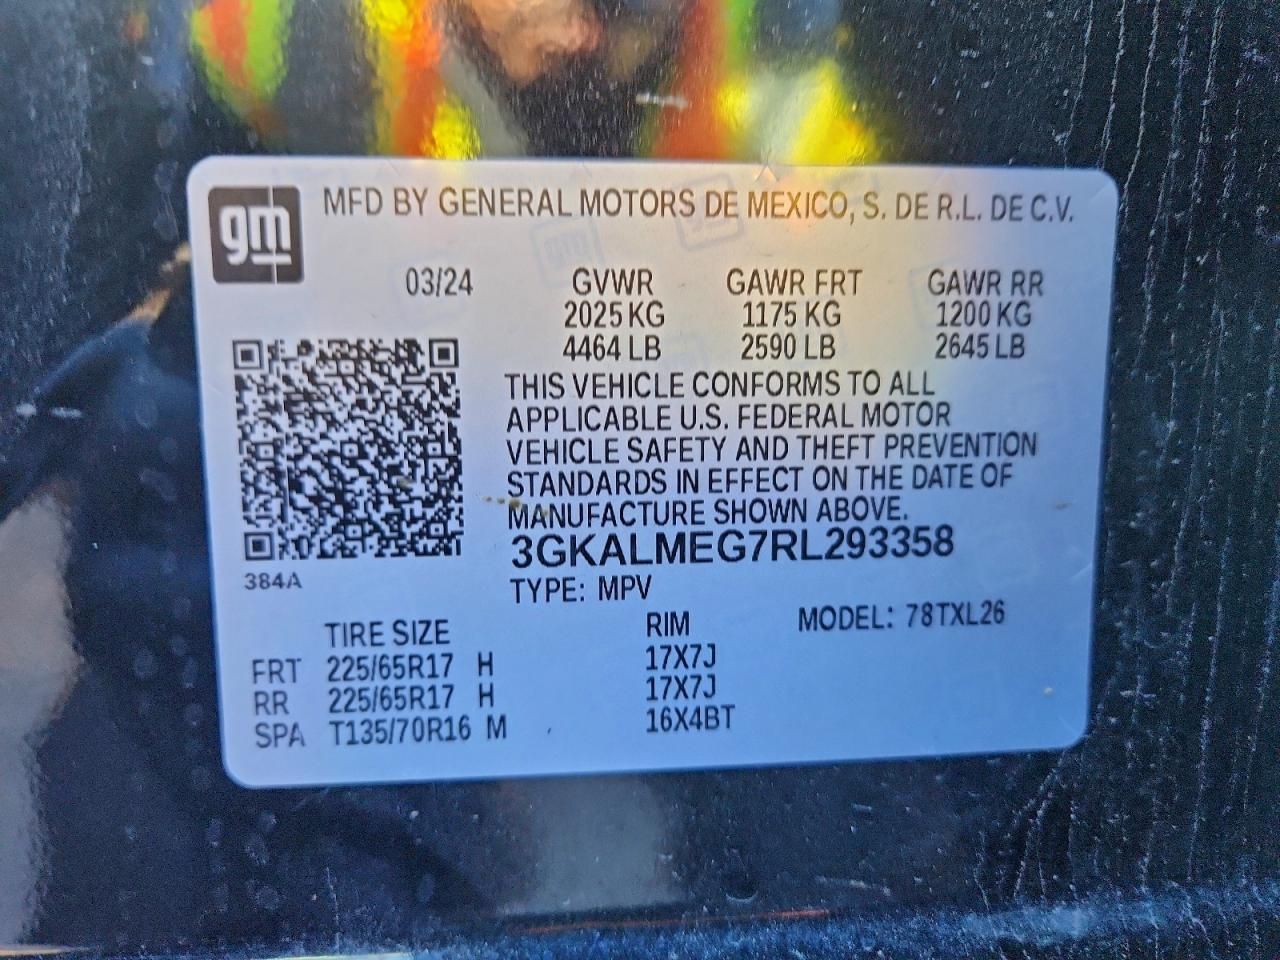 gm
MFD BY GENERAL MOTORS DE MEXICO, S. DE R.L. DE C.V.
03/24 GVWR GAWR FRT GAWR RR
2025 KG 1175 KG 1200 KG
4464 LB 2590 LB 2645 LB
THIS VEHICLE CONFORMS TO ALL
APPLICABLE U.S. FEDERAL MOTOR
VEHICLE SAFETY AND THEFT PREVENTION
STANDARDS IN EFFECT ON THE DATE OF
MANUFACTURE SHOWN ABOVE.
3GKALMEG7RL293358
384A
TYPE: MPV
TIRE SIZE RIM MODEL: 78TXL26
FRT 225/65R17 H 17X7J
RR 225/65R17 H 17X7J
SPA T135/70R16 M 16X4BT